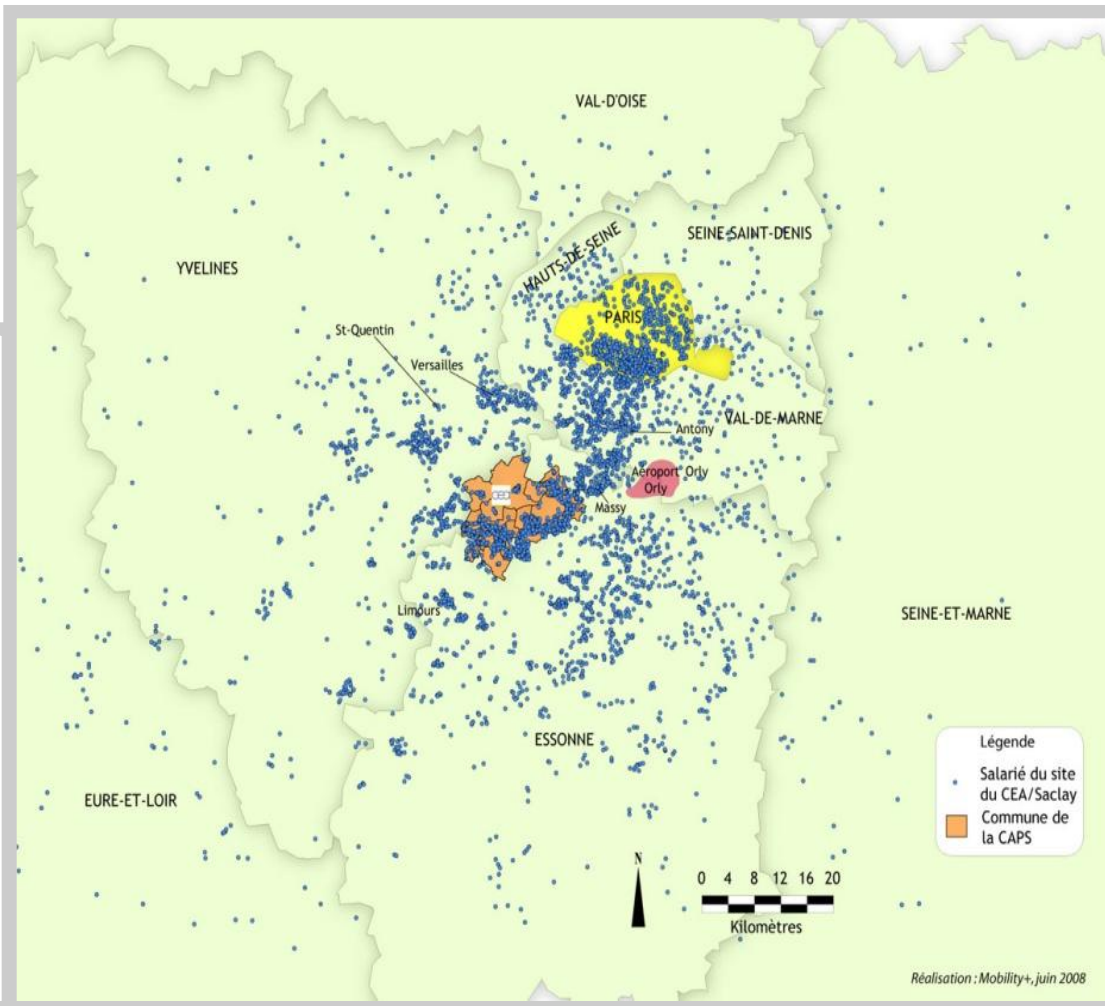 VAL-D'OISE
HAUTS-DE-SEINE
SEINE-SAINT-DENIS
YVELINES
PARIS
St-Quentin
Versailles
VAL-DE-MARNE
Antony
Aéroport Orly
Orly
cea
Massy
Limours
SEINE-ET-MARNE
ESSONNE
EURE-ET-LOIR
Légende
Salarié du site
du CEA/Saclay
Commune de
la CAPS
N
0 4 8 12 16 20
Kilomètres
Réalisation : Mobility+, juin 2008